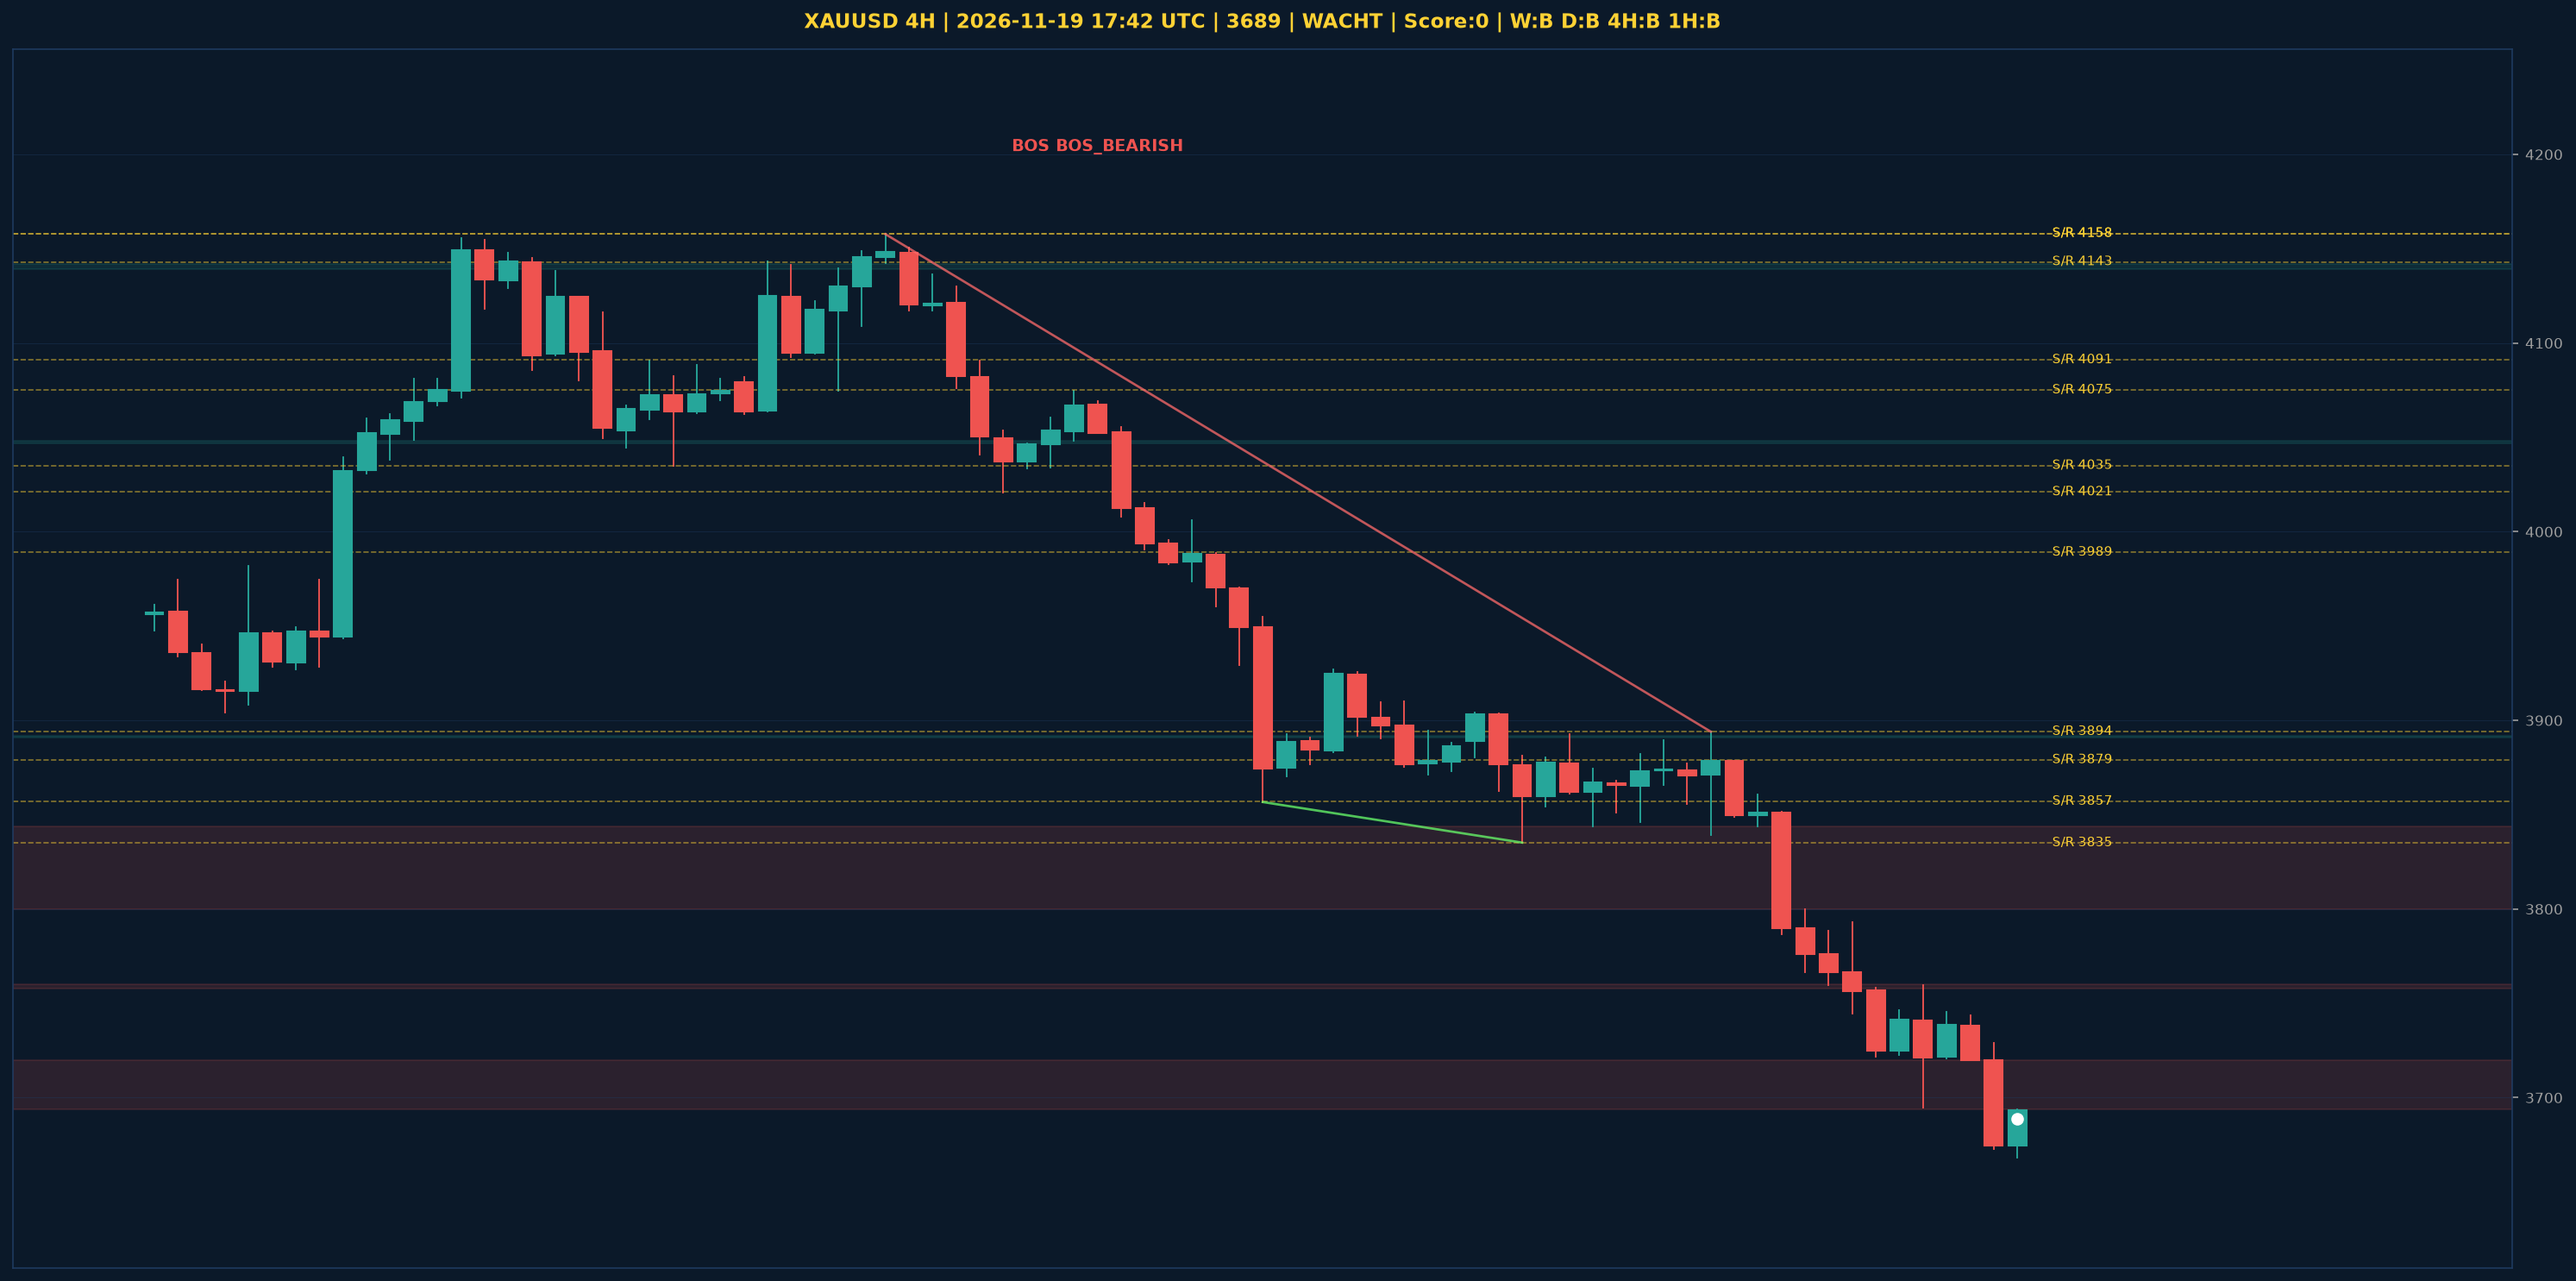 XAUUSD 4H | 2026-11-19 17:42 UTC | 3689 | WACHT | Score:0 | W:B D:B 4H:B 1H:B
BOS BOS_BEARISH
4200
S/R 4158
S/R 4143
S/R 4091
4100
S/R 4075
S/R 4035
S/R 4021
4000
S/R 3989
3900
S/R 3894
S/R 3879
S/R 3857
S/R 3835
3800
3700